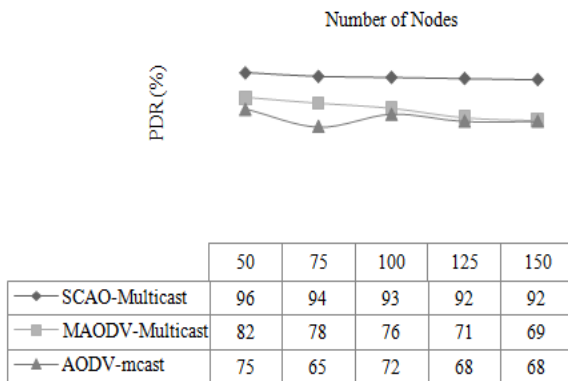 Number of Nodes
PDR (%)
50 75 100 125 150
SCAO-Multicast 96 94 93 92 92
MAODV-Multicast 82 78 76 71 69
AODV-mcast 75 65 72 68 68